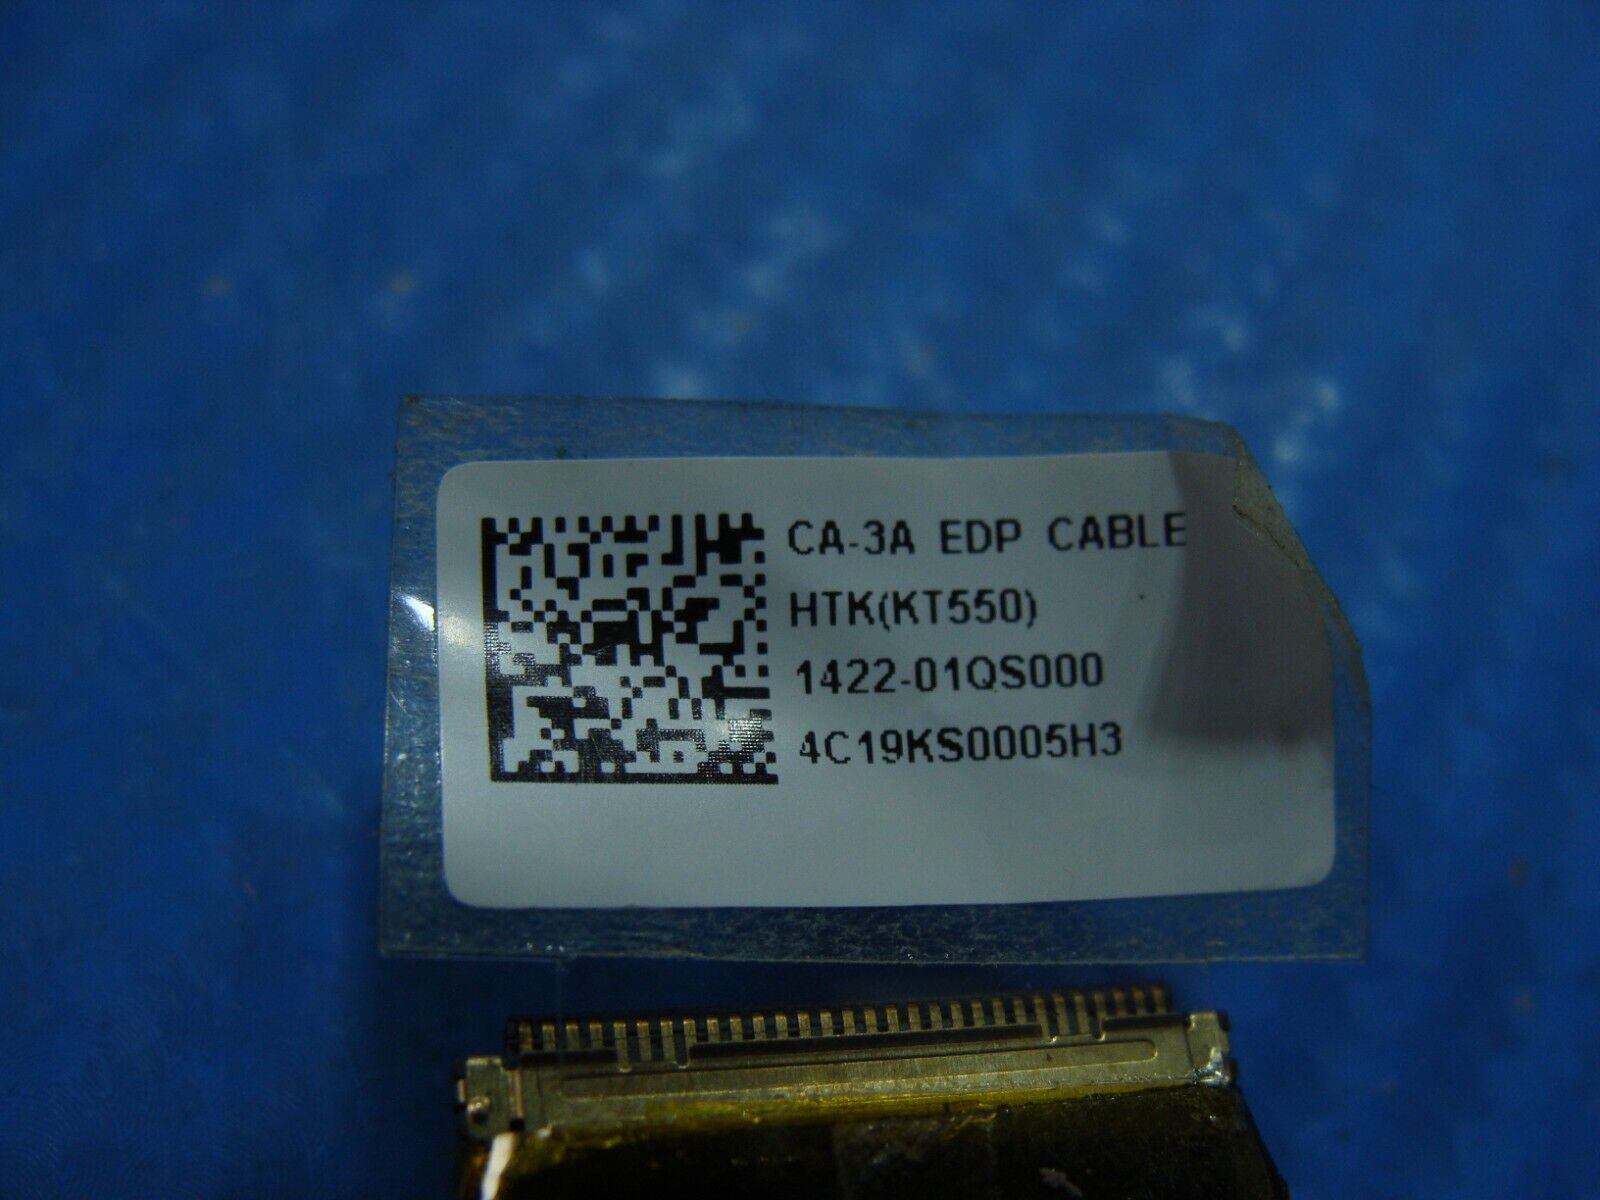 CA-3A EDP CABLE
HTK(KT550)
1422-01QS000
4C19KS0005H3